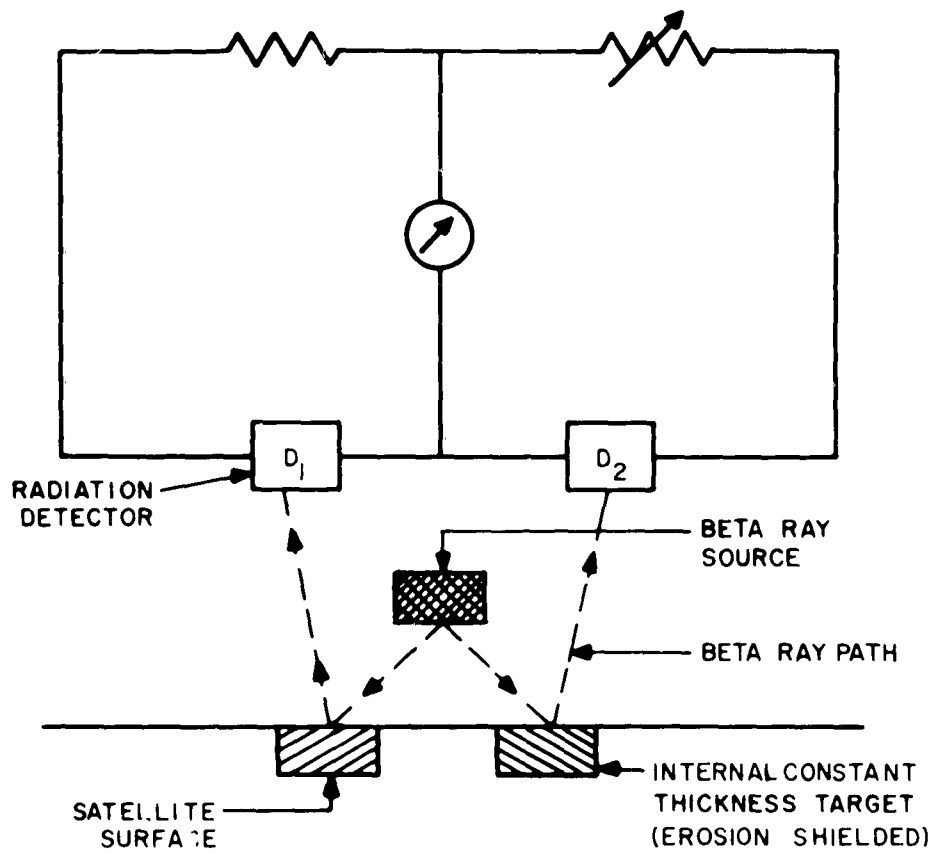 D1
D2
RADIATION
DETECTOR
BETA RAY
SOURCE
BETA RAY PATH
INTERNAL CONSTANT
THICKNESS TARGET
(EROSION SHIELDED)
SATELLITE
SURFACE